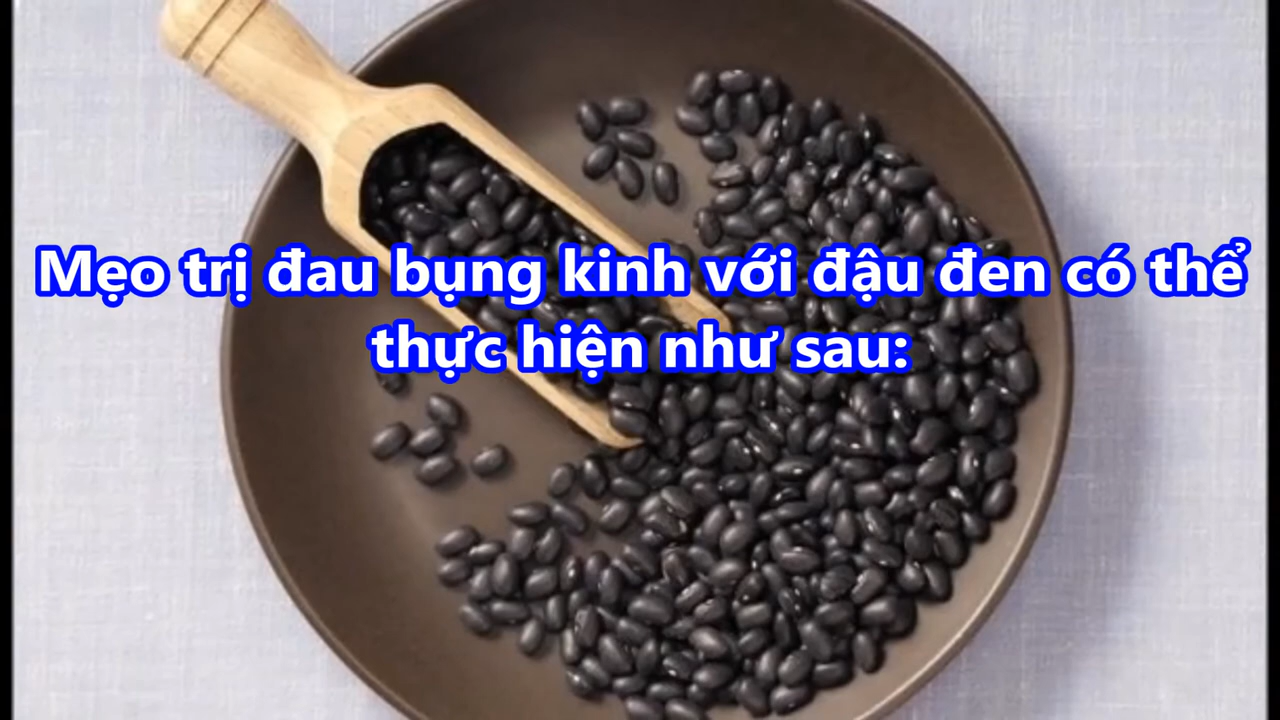 Mẹo trị đau bụng kinh với đậu đen có thể
thực hiện như sau: